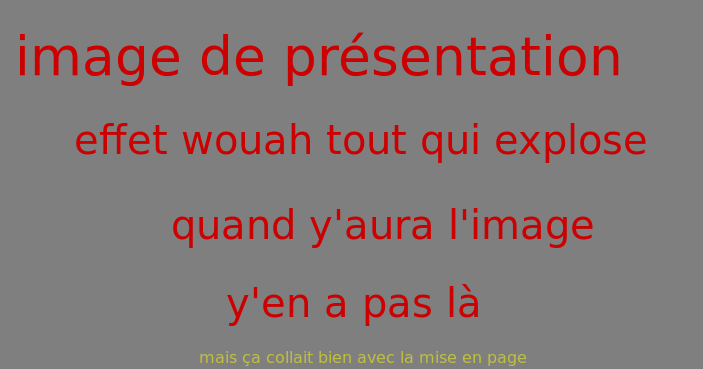 image de présentation
effet wouah tout qui explose
quand y'aura l'image
y'en a pas là
mais ça collait bien avec la mise en page